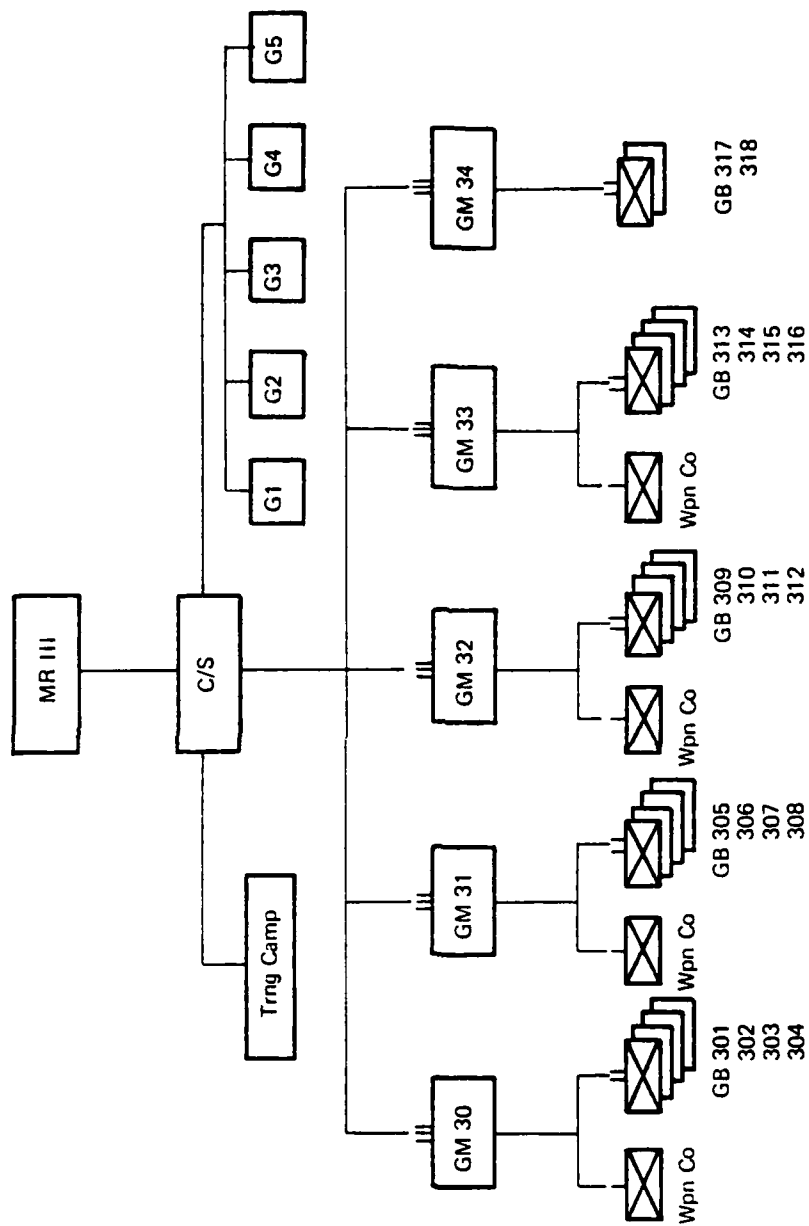 MR III
C/S
Trng Camp
G1
G2
G3
G4
G5
GM 30
GM 31
GM 32
GM 33
GM 34
Wpn Co
GB 301
302
303
304
Wpn Co
GB 305
306
307
308
Wpn Co
GB 309
310
311
312
Wpn Co
GB 313
314
315
316
GB 317
318